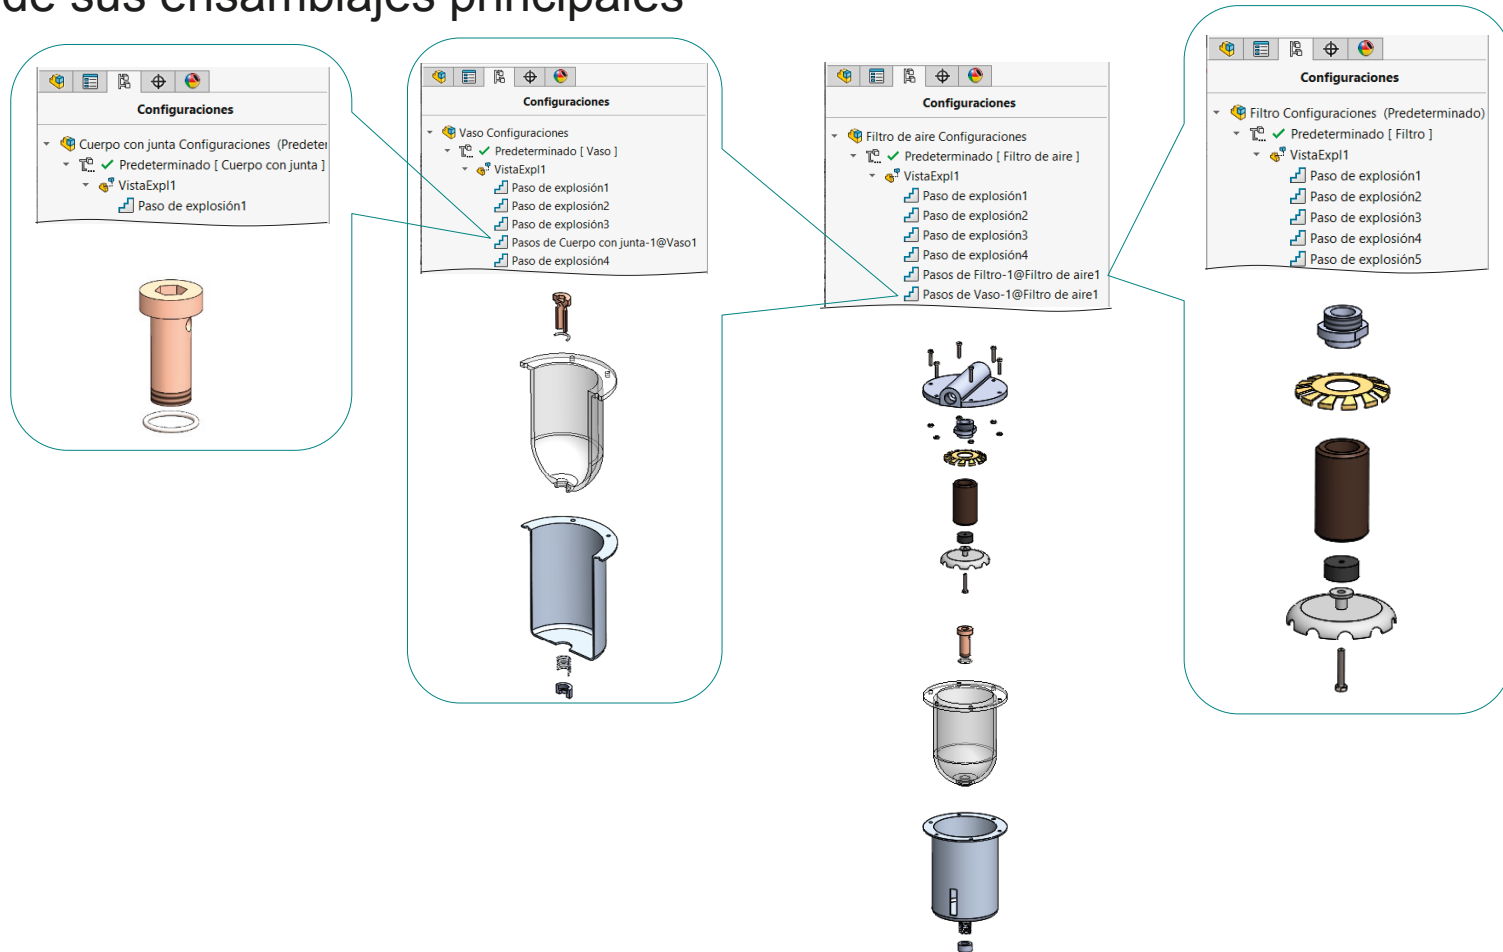 de sus ensamblajes principales
Configuraciones
Cuerpo con junta Configuraciones (Predeter
Predeterminado [ Cuerpo con junta ]
VistaExpl1
Paso de explosión1
Configuraciones
Vaso Configuraciones
Predeterminado [ Vaso ]
VistaExpl1
Paso de explosión1
Paso de explosión2
Paso de explosión3
Pasos de Cuerpo con junta-1@Vaso1
Paso de explosión4
Configuraciones
Filtro de aire Configuraciones
Predeterminado [ Filtro de aire ]
VistaExpl1
Paso de explosión1
Paso de explosión2
Paso de explosión3
Paso de explosión4
Pasos de Filtro-1@Filtro de aire1
Pasos de Vaso-1@Filtro de aire1
Configuraciones
Filtro Configuraciones (Predeterminado)
Predeterminado [ Filtro ]
VistaExpl1
Paso de explosión1
Paso de explosión2
Paso de explosión3
Paso de explosión4
Paso de explosión5